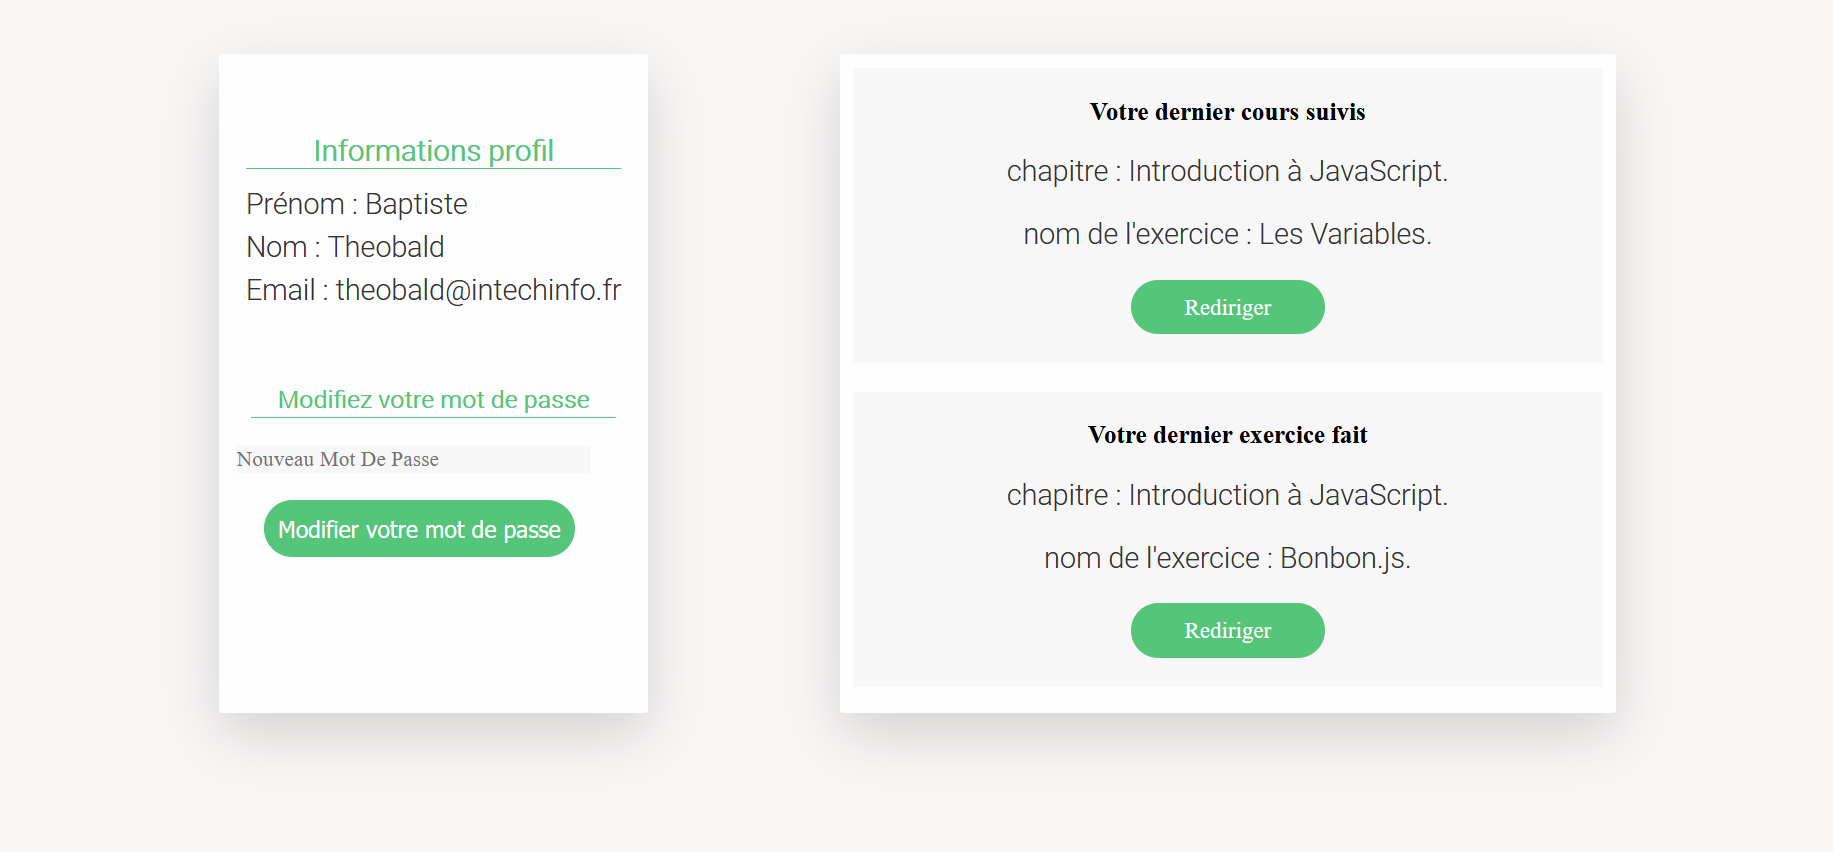 Informations profil
Prénom : Baptiste
Nom : Theobald
Email : theobald@intechinfo.fr
Modifiez votre mot de passe
Nouveau Mot De Passe
Modifier votre mot de passe
Votre dernier cours suivis
chapitre : Introduction à JavaScript.
nom de l'exercice : Les Variables.
Rediriger
Votre dernier exercice fait
chapitre : Introduction à JavaScript.
nom de l'exercice : Bonbon.js.
Rediriger